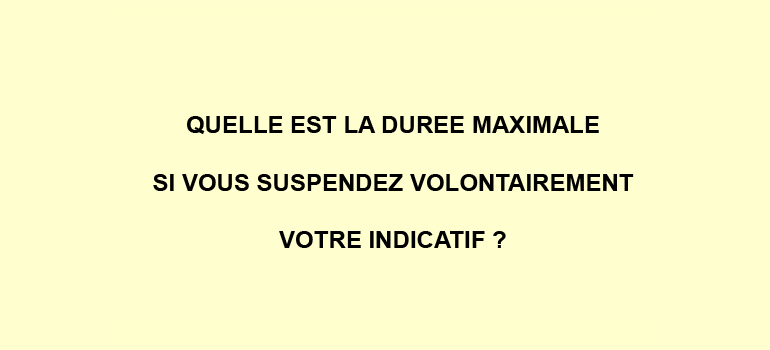 QUELLE EST LA DUREE MAXIMALE
SI VOUS SUSPENDEZ VOLONTAIREMENT
VOTRE INDICATIF ?